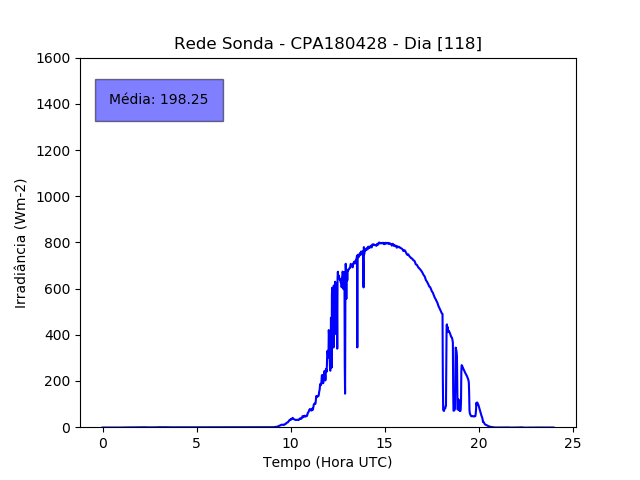 Rede Sonda - CPA180428 - Dia [118]
1600
1400
1200
1000
800
600
400
200
0
Média: 198.25
Irradiância (Wm-2)
0 5 10 15 20 25
Tempo (Hora UTC)